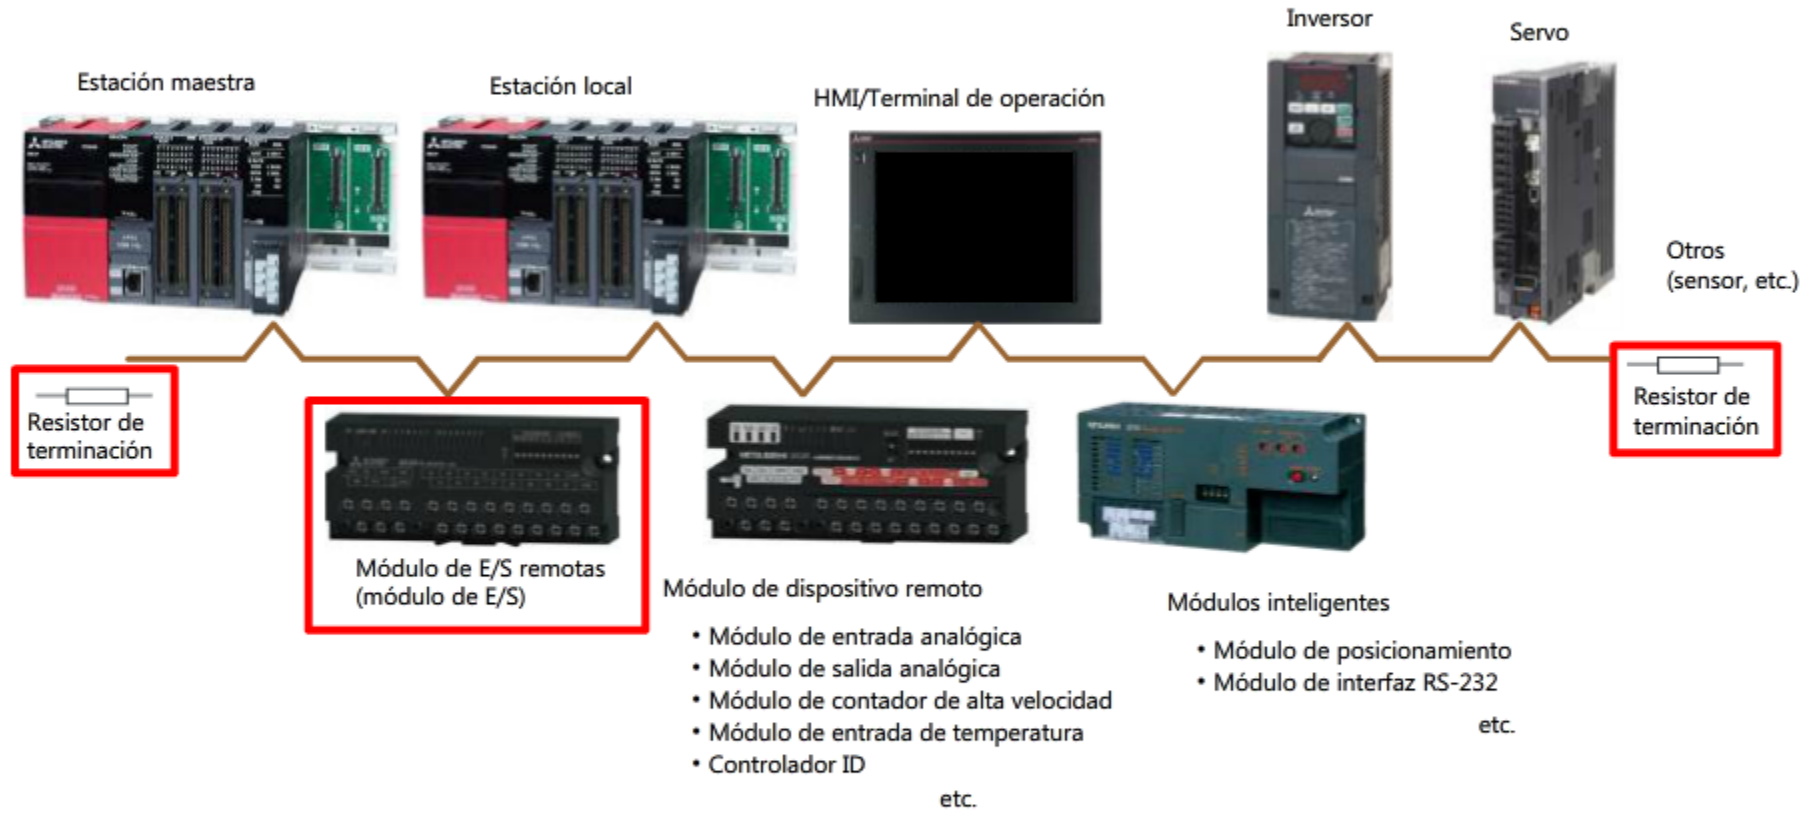 Inversor
Servo
Estación maestra
Estación local
HMI/Terminal de operación
Otros
(sensor, etc.)
Resistor de
terminación
Resistor de
terminación
Módulo de E/S remotas
(módulo de E/S)
Módulo de dispositivo remoto
• Módulo de entrada analógica
• Módulo de salida analógica
• Módulo de contador de alta velocidad
• Módulo de entrada de temperatura
• Controlador ID
etc.
Módulos inteligentes
• Módulo de posicionamiento
• Módulo de interfaz RS-232
etc.